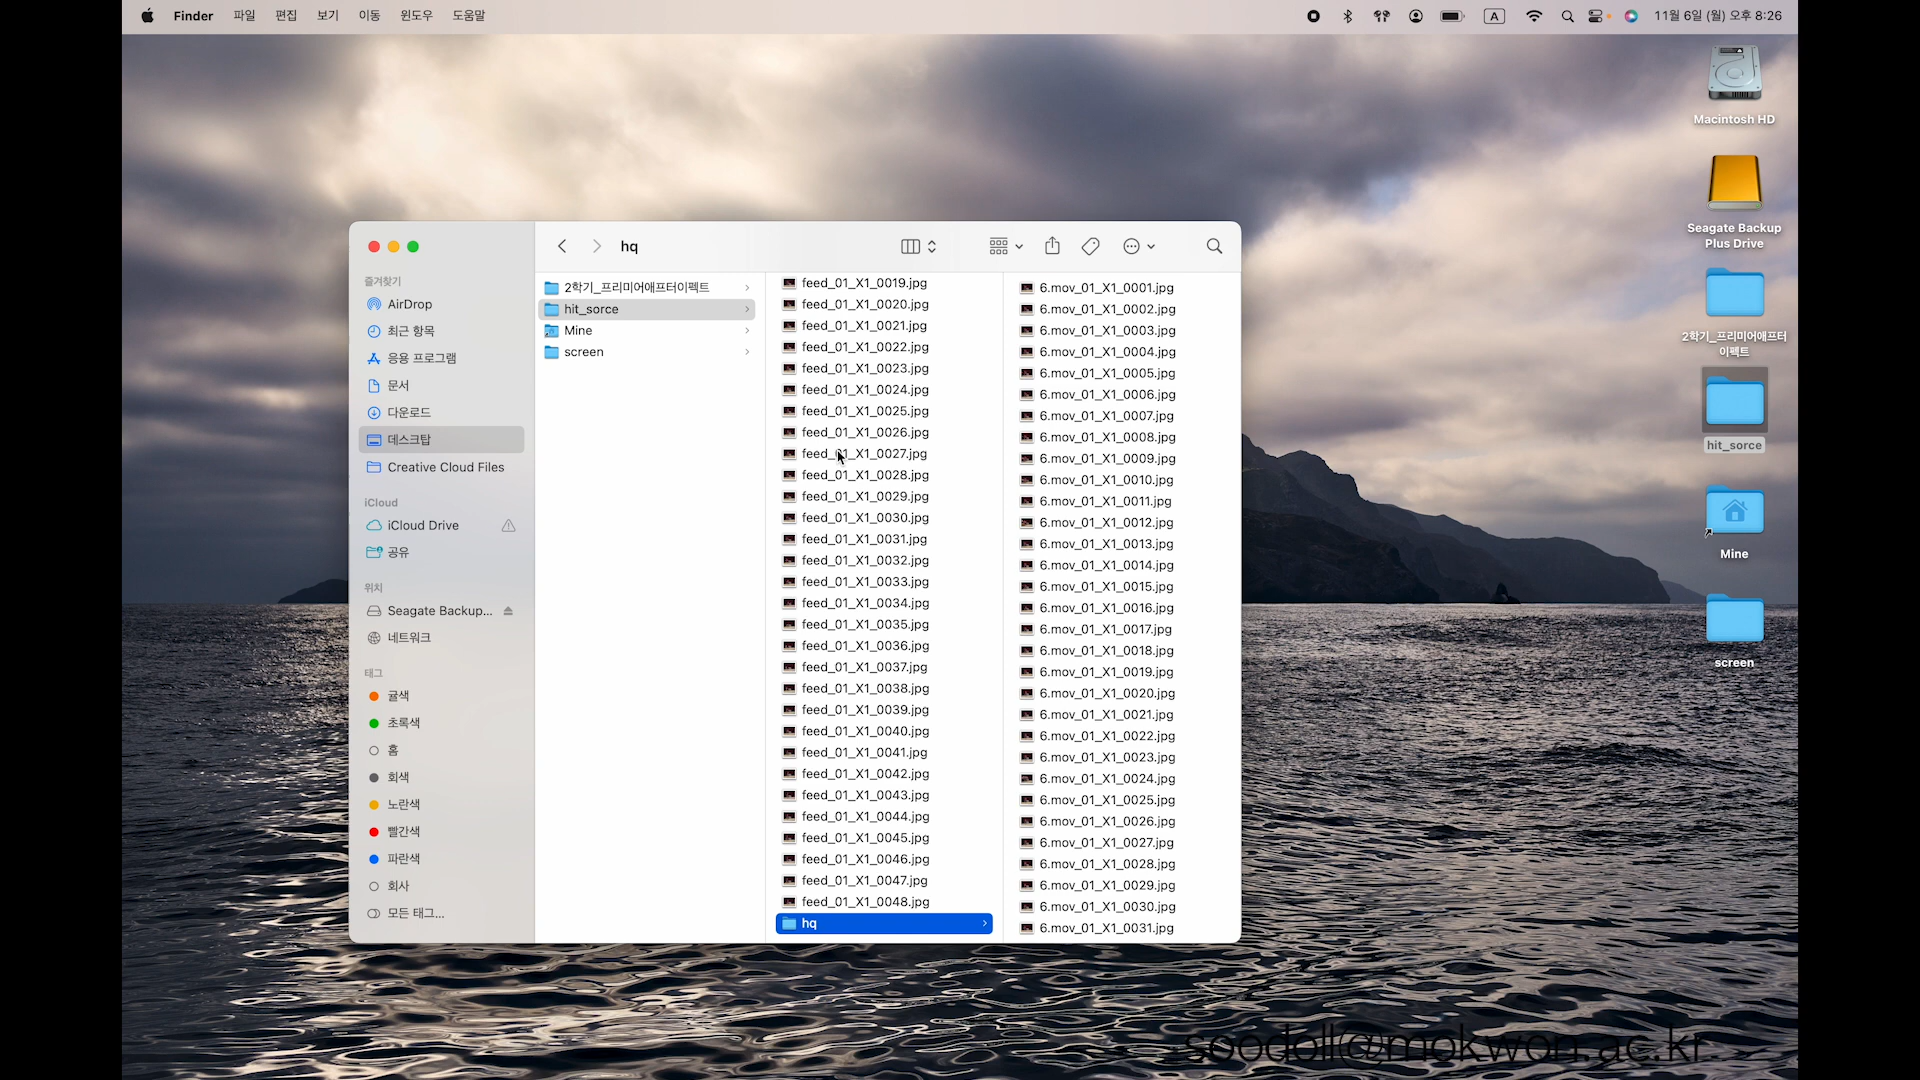 Finder 파일 편집 보기 이동 윈도우 도움말
A 11월 6일 (월) 오후 8:26
Macintosh HD
Seagate Backup
Plus Drive
2학기_프리미어애프터
이펙트
hit_sorce
Mine
screen
hq
즐겨찾기
AirDrop
최근 항목
응용 프로그램
문서
다운로드
데스크탑
Creative Cloud Files
iCloud
iCloud Drive
공유
위치
Seagate Backup...
네트워크
태그
귤색
초록색
홈
회색
노란색
빨간색
파란색
회사
모든 태그...
2학기_프리미어애프터이펙트
hit_sorce
Mine
screen
feed_01_X1_0019.jpg
feed_01_X1_0020.jpg
feed_01_X1_0021.jpg
feed_01_X1_0022.jpg
feed_01_X1_0023.jpg
feed_01_X1_0024.jpg
feed_01_X1_0025.jpg
feed_01_X1_0026.jpg
feed_01_X1_0027.jpg
feed_01_X1_0028.jpg
feed_01_X1_0029.jpg
feed_01_X1_0030.jpg
feed_01_X1_0031.jpg
feed_01_X1_0032.jpg
feed_01_X1_0033.jpg
feed_01_X1_0034.jpg
feed_01_X1_0035.jpg
feed_01_X1_0036.jpg
feed_01_X1_0037.jpg
feed_01_X1_0038.jpg
feed_01_X1_0039.jpg
feed_01_X1_0040.jpg
feed_01_X1_0041.jpg
feed_01_X1_0042.jpg
feed_01_X1_0043.jpg
feed_01_X1_0044.jpg
feed_01_X1_0045.jpg
feed_01_X1_0046.jpg
feed_01_X1_0047.jpg
feed_01_X1_0048.jpg
hq
6.mov_01_X1_0001.jpg
6.mov_01_X1_0002.jpg
6.mov_01_X1_0003.jpg
6.mov_01_X1_0004.jpg
6.mov_01_X1_0005.jpg
6.mov_01_X1_0006.jpg
6.mov_01_X1_0007.jpg
6.mov_01_X1_0008.jpg
6.mov_01_X1_0009.jpg
6.mov_01_X1_0010.jpg
6.mov_01_X1_0011.jpg
6.mov_01_X1_0012.jpg
6.mov_01_X1_0013.jpg
6.mov_01_X1_0014.jpg
6.mov_01_X1_0015.jpg
6.mov_01_X1_0016.jpg
6.mov_01_X1_0017.jpg
6.mov_01_X1_0018.jpg
6.mov_01_X1_0019.jpg
6.mov_01_X1_0020.jpg
6.mov_01_X1_0021.jpg
6.mov_01_X1_0022.jpg
6.mov_01_X1_0023.jpg
6.mov_01_X1_0024.jpg
6.mov_01_X1_0025.jpg
6.mov_01_X1_0026.jpg
6.mov_01_X1_0027.jpg
6.mov_01_X1_0028.jpg
6.mov_01_X1_0029.jpg
6.mov_01_X1_0030.jpg
6.mov_01_X1_0031.jpg
soodoll@mokwon.ac.kr